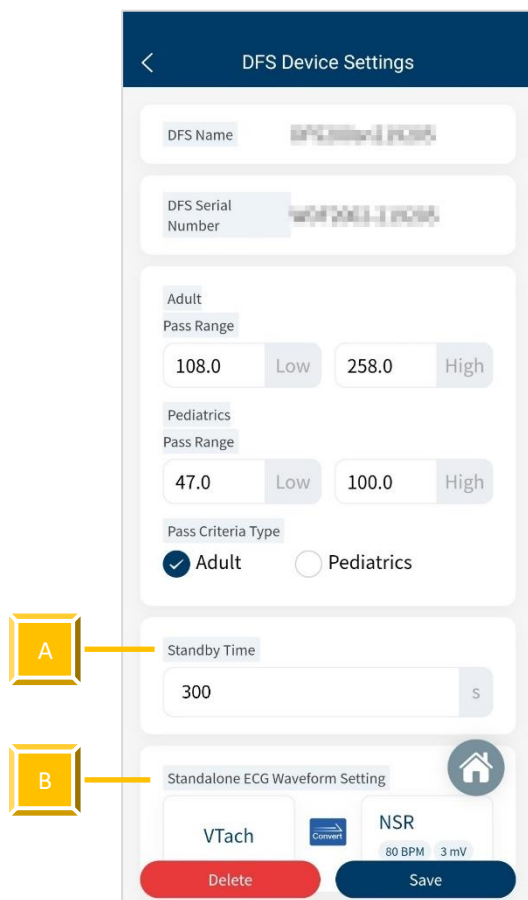 DFS Device Settings
DFS Name
DFS Serial
Number
Adult
Pass Range
108.0 Low 258.0 High
Pediatrics
Pass Range
47.0 Low 100.0 High
Pass Criteria Type
Adult Pediatrics
A
Standby Time
300 s
B
Standalone ECG Waveform Setting
VTach Convert NSR
80 BPM 3 mV
Delete Save